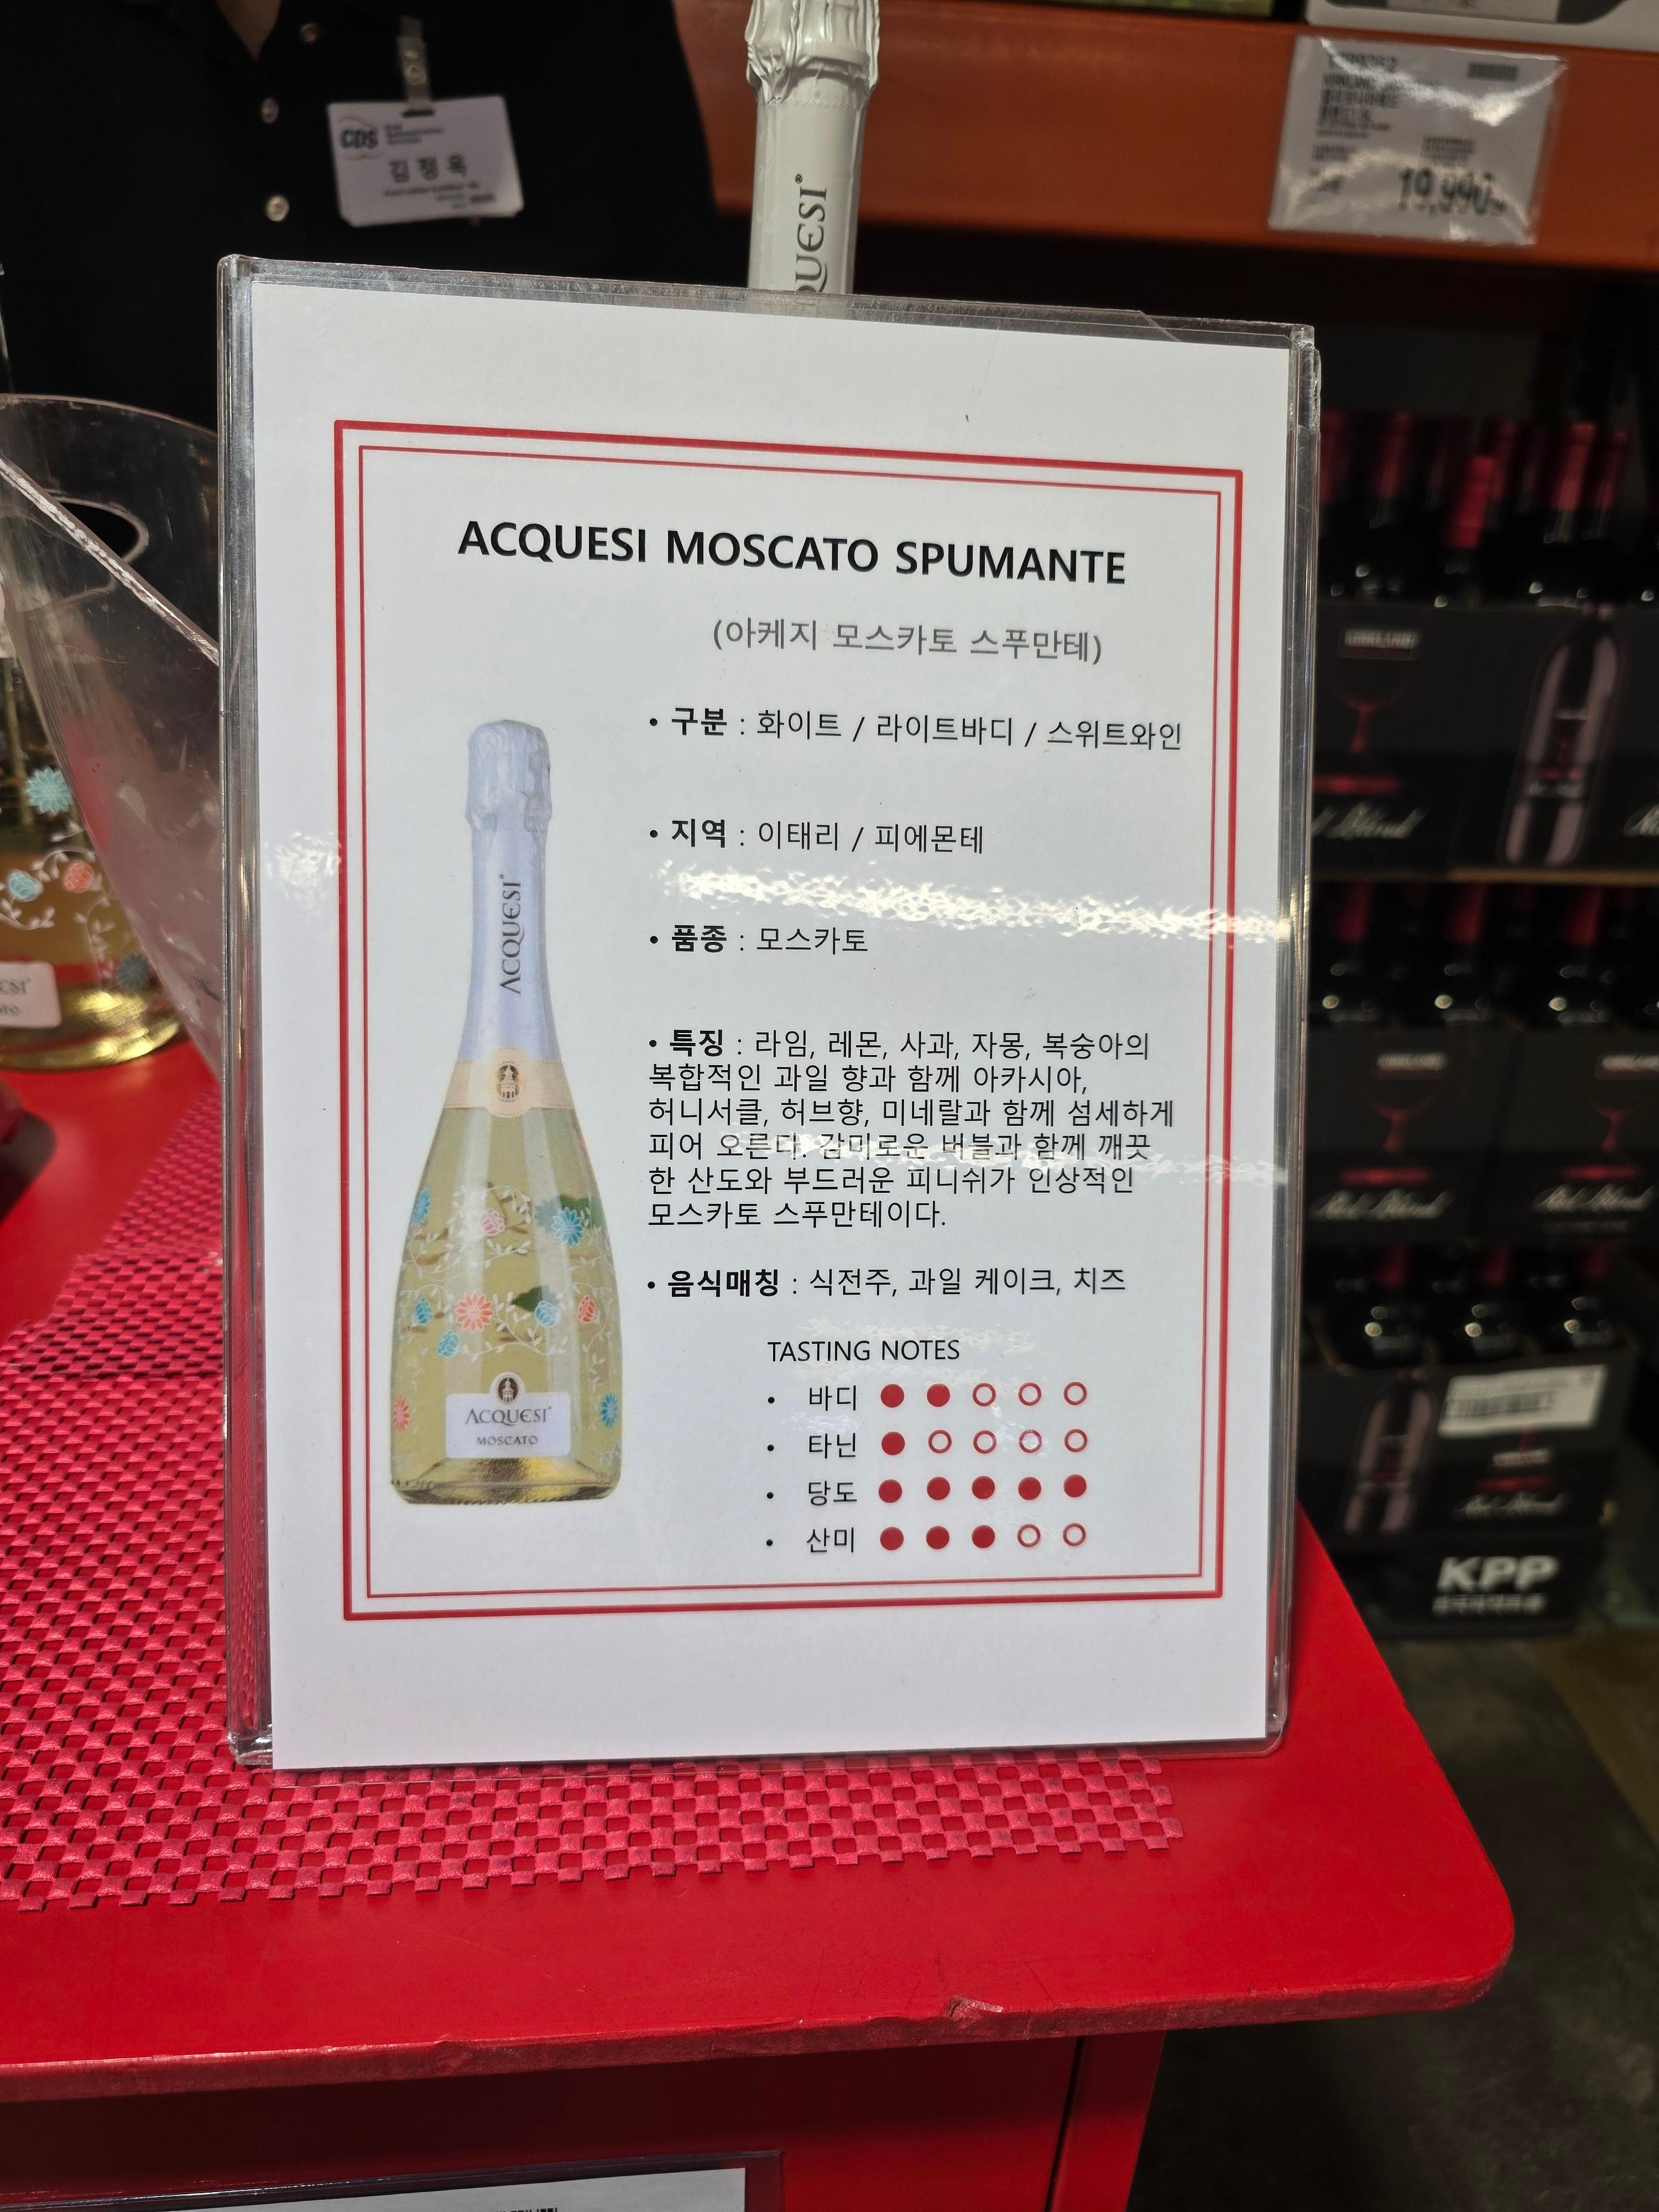 CDS
김정옥
ACQUESI
19,990
ACQUESI MOSCATO SPUMANTE
(아케지 모스카토 스푸만테)
• 구분 : 화이트 / 라이트바디 / 스위트와인
• 지역 : 이태리 / 피에몬테
• 품종 : 모스카토
• 특징 : 라임, 레몬, 사과, 자몽, 복숭아의
복합적인 과일 향과 함께 아카시아,
허니서클, 허브향, 미네랄과 함께 섬세하게
피어 오른다. 감미로운 버블과 함께 깨끗
한 산도와 부드러운 피니쉬가 인상적인
모스카토 스푸만테이다.
• 음식매칭 : 식전주, 과일 케이크, 치즈
TASTING NOTES
• 바디
• 타닌
• 당도
• 산미
ACQUESI
ACQUESI
MOSCATO
Red Blend
Red Blend
KPP